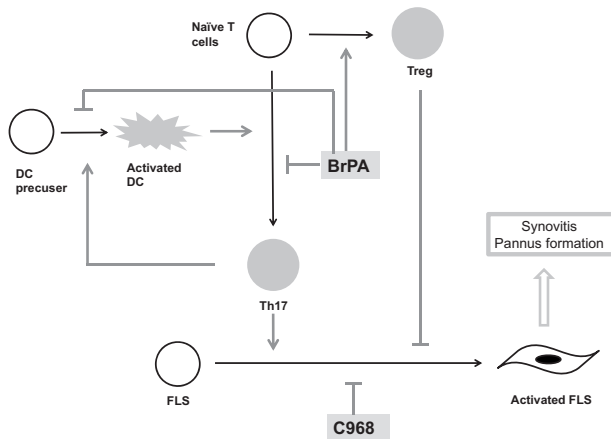 Naïve T
cells
Treg
DC
precuser
Activated
DC
BrPA
Synovitis
Pannus formation
Th17
FLS
Activated FLS
C968